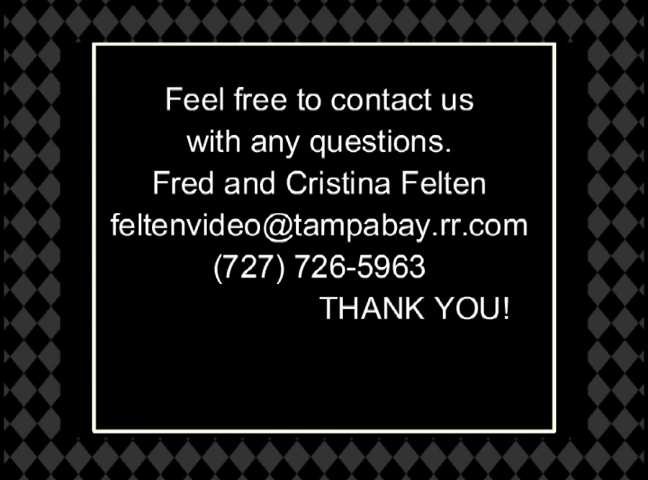 Feel free to contact us
with any questions.
Fred and Cristina Felten
feltenvideo@tampabay.rr.com
(727) 726-5963
THANK YOU!